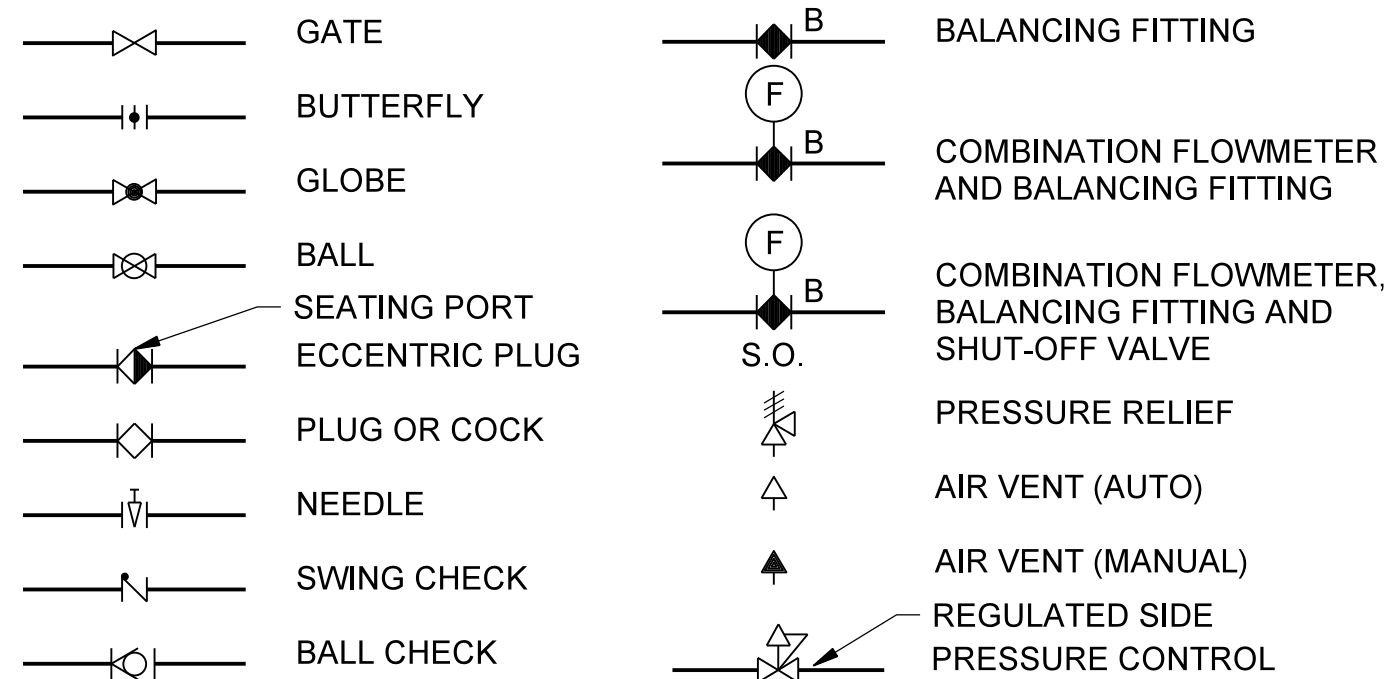 GATE
BUTTERFLY
GLOBE
BALL
SEATING PORT
ECCENTRIC PLUG
PLUG OR COCK
NEEDLE
SWING CHECK
BALL CHECK
B
BALANCING FITTING
F
B
COMBINATION FLOWMETER
AND BALANCING FITTING
F
B
S.O.
COMBINATION FLOWMETER,
BALANCING FITTING AND
SHUT-OFF VALVE
PRESSURE RELIEF
AIR VENT (AUTO)
AIR VENT (MANUAL)
REGULATED SIDE
PRESSURE CONTROL